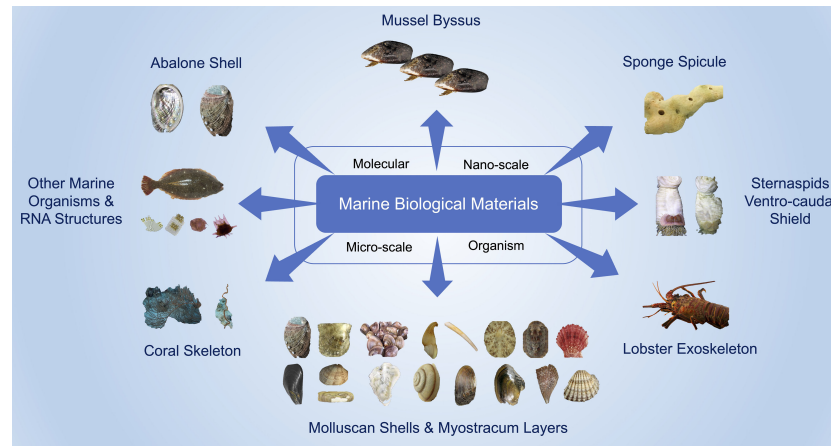 Mussel Byssus
Abalone Shell
Sponge Spicule
Molecular
Nano-scale
Other Marine
Organisms &
RNA Structures
Marine Biological Materials
Sternaspids
Ventro-cauda
Shield
Micro-scale
Organism
Coral Skeleton
Lobster Exoskeleton
Molluscan Shells & Myostracum Layers